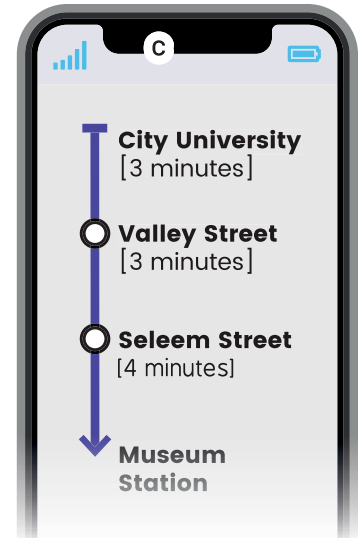 C
City University
[3 minutes]
Valley Street
[3 minutes]
Seleem Street
[4 minutes]
Museum
Station